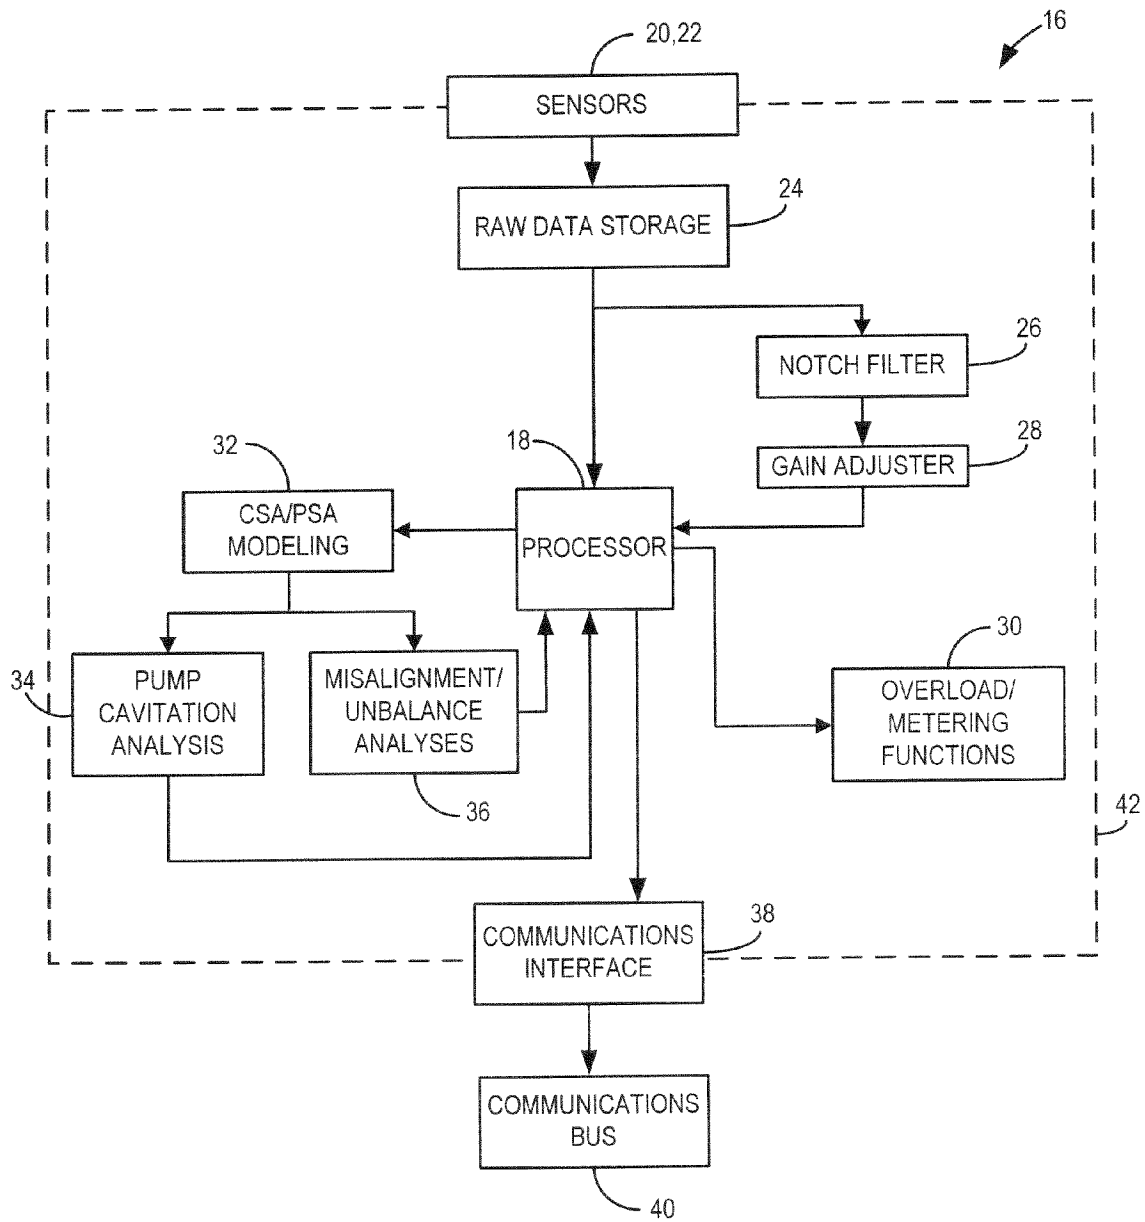 16
20,22
SENSORS
24
RAW DATA STORAGE
26
NOTCH FILTER
28
GAIN ADJUSTER
18
PROCESSOR
32
CSA/PSA
MODELING
34
PUMP
CAVITATION
ANALYSIS
MISALIGNMENT/
UNBALANCE
ANALYSES
36
30
OVERLOAD/
METERING
FUNCTIONS
42
38
COMMUNICATIONS
INTERFACE
COMMUNICATIONS
BUS
40